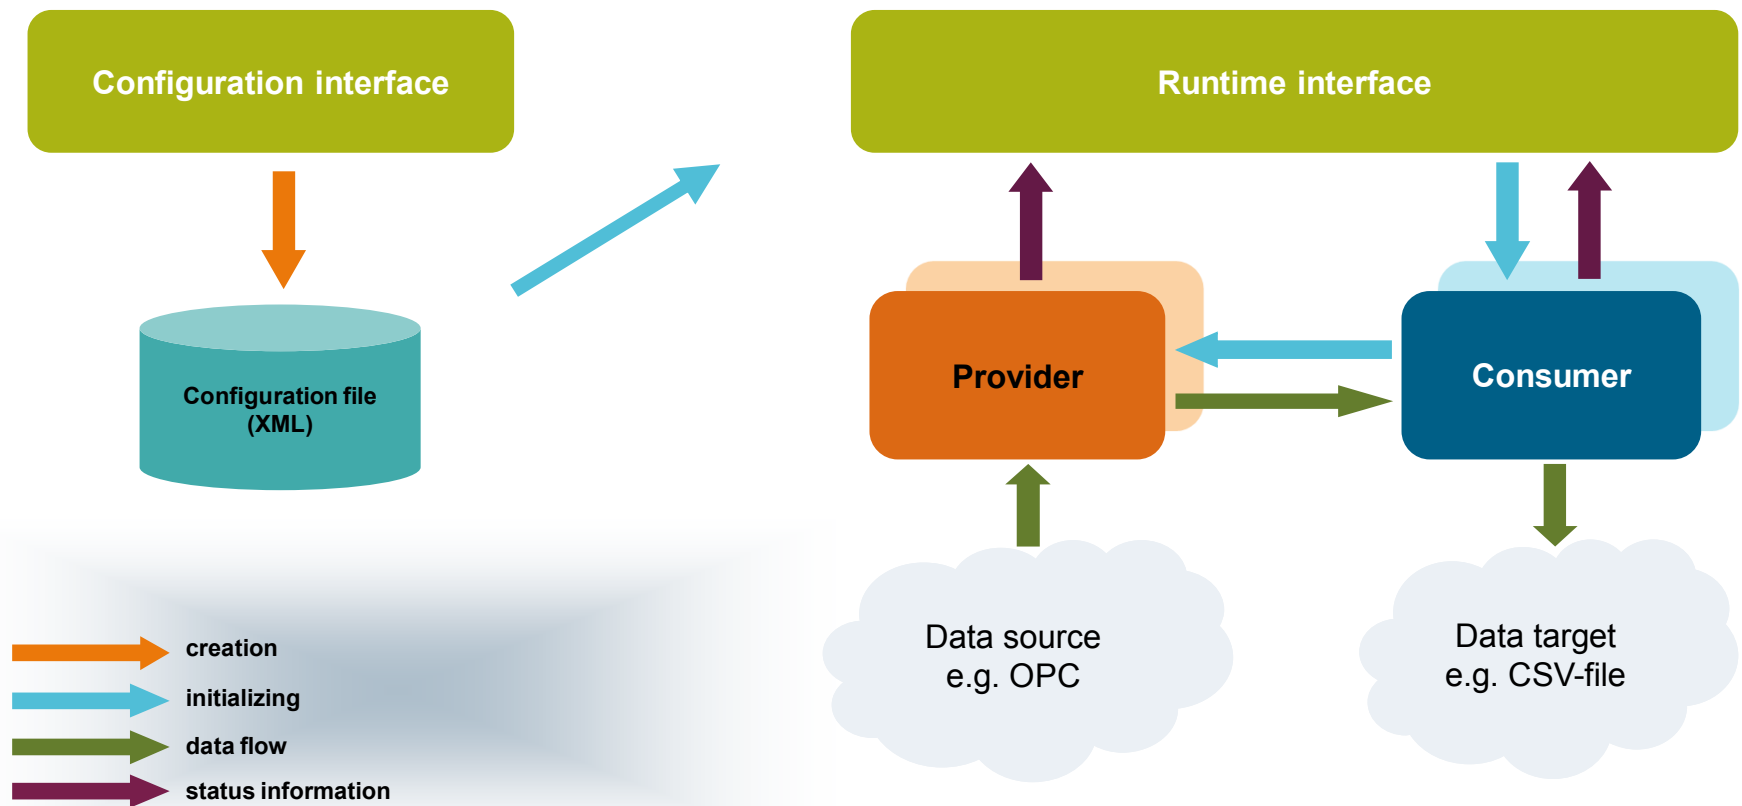 Configuration interface
Runtime interface
Configuration file
(XML)
Provider
Consumer
Data source
e.g. OPC
Data target
e.g. CSV-file
creation
initializing
data flow
status information